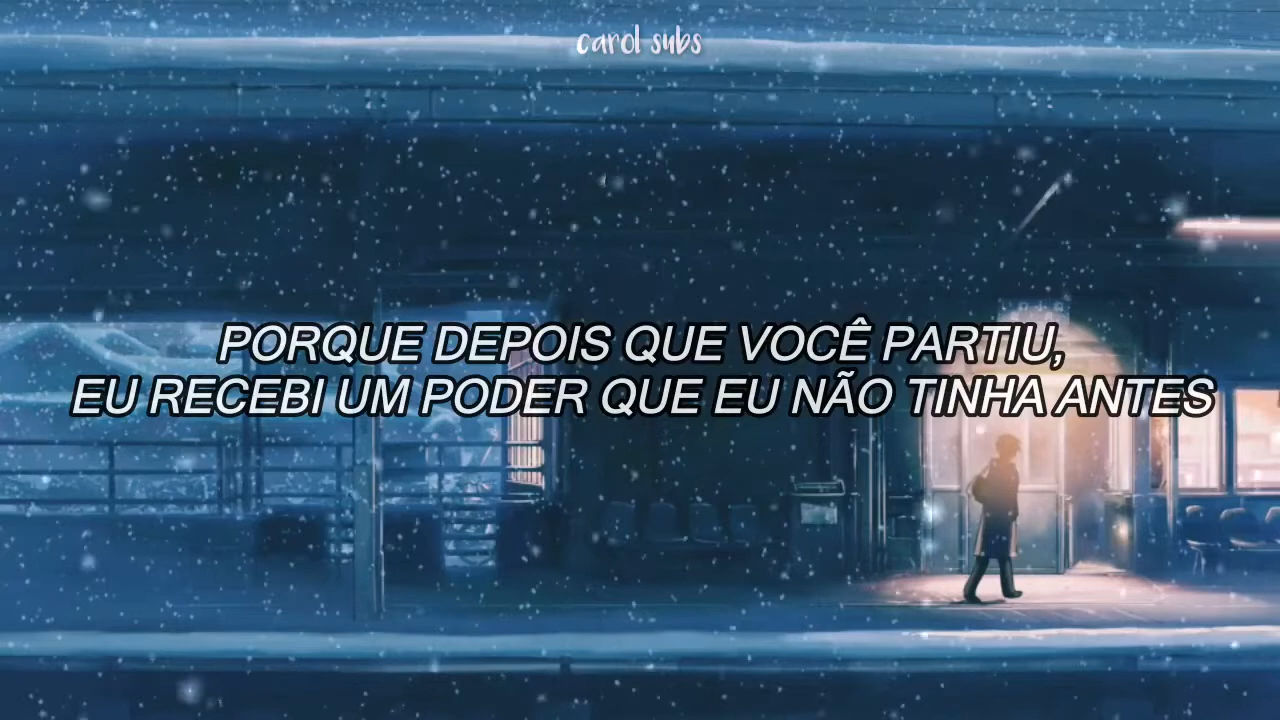 carol subs
PORQUE DEPOIS QUE VOCÊ PARTIU,
EU RECEBI UM PODER QUE EU NÃO TINHA ANTES